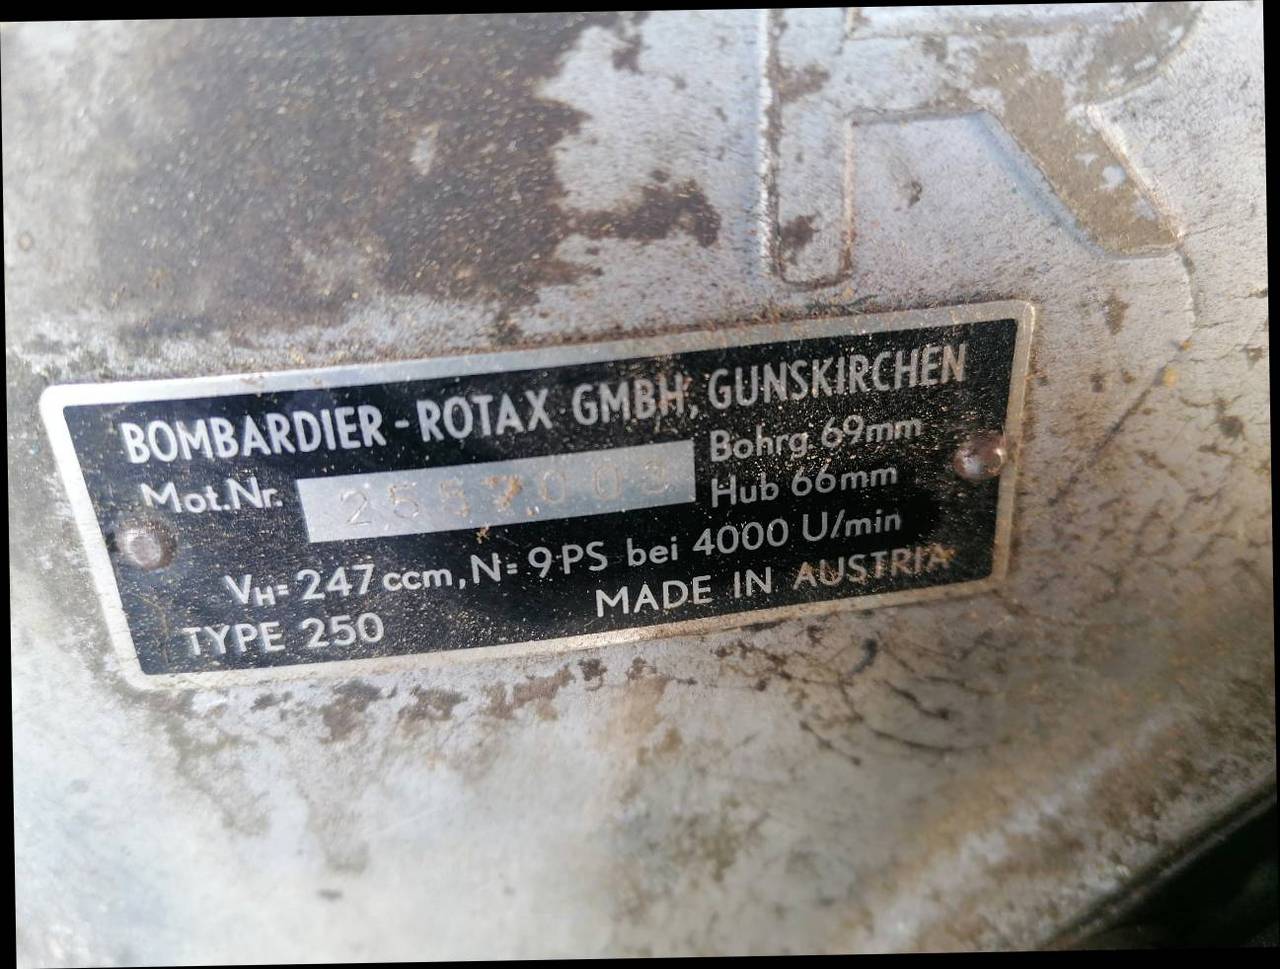 BOMBARDIER - ROTAX GMBH, GUNSKIRCHEN
Mot.Nr. 2557003 Bohrg 69mm
Hub 66mm
VH= 247 ccm, N= 9 PS bei 4000 U/min
TYPE 250 MADE IN AUSTRIA